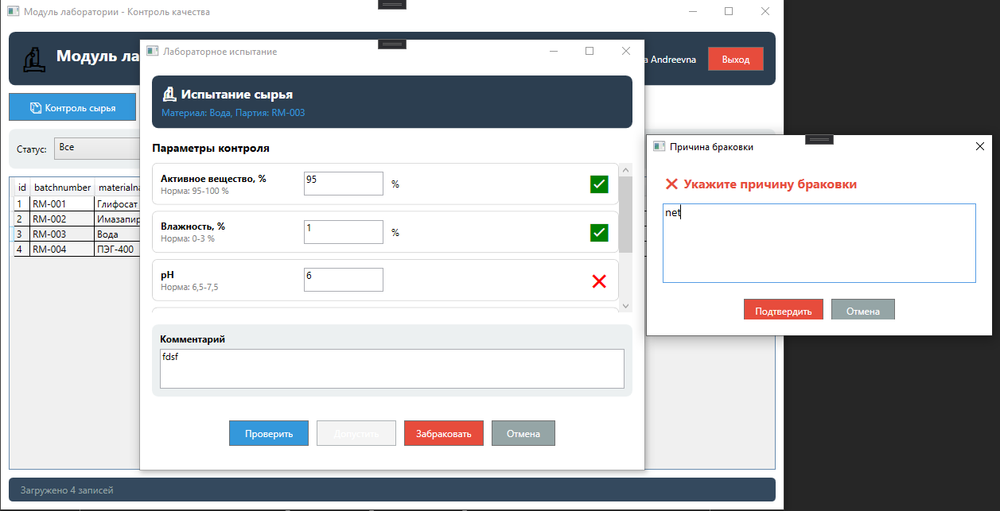 Модуль лаборатории - Контроль качества
Модуль ла
Andreevna
Выход
Контроль сырья
Статус:
Все
id batchnumber
1 RM-001 Глифосат
2 RM-002 Имазапир
3 RM-003 Вода
4 RM-004 ПЭГ-400
Загружено 4 записей
Лабораторное испытание
Испытание сырья
Материал: Вода, Партия: RM-003
Параметры контроля
Активное вещество, %
Норма: 95-100 %
95
%
Влажность, %
Норма: 0-3 %
1
%
pH
Норма: 6,5-7,5
6
Комментарий
fdsf
Проверить
Допустить
Забраковать
Отмена
Причина браковки
Укажите причину браковки
net
Подтвердить
Отмена